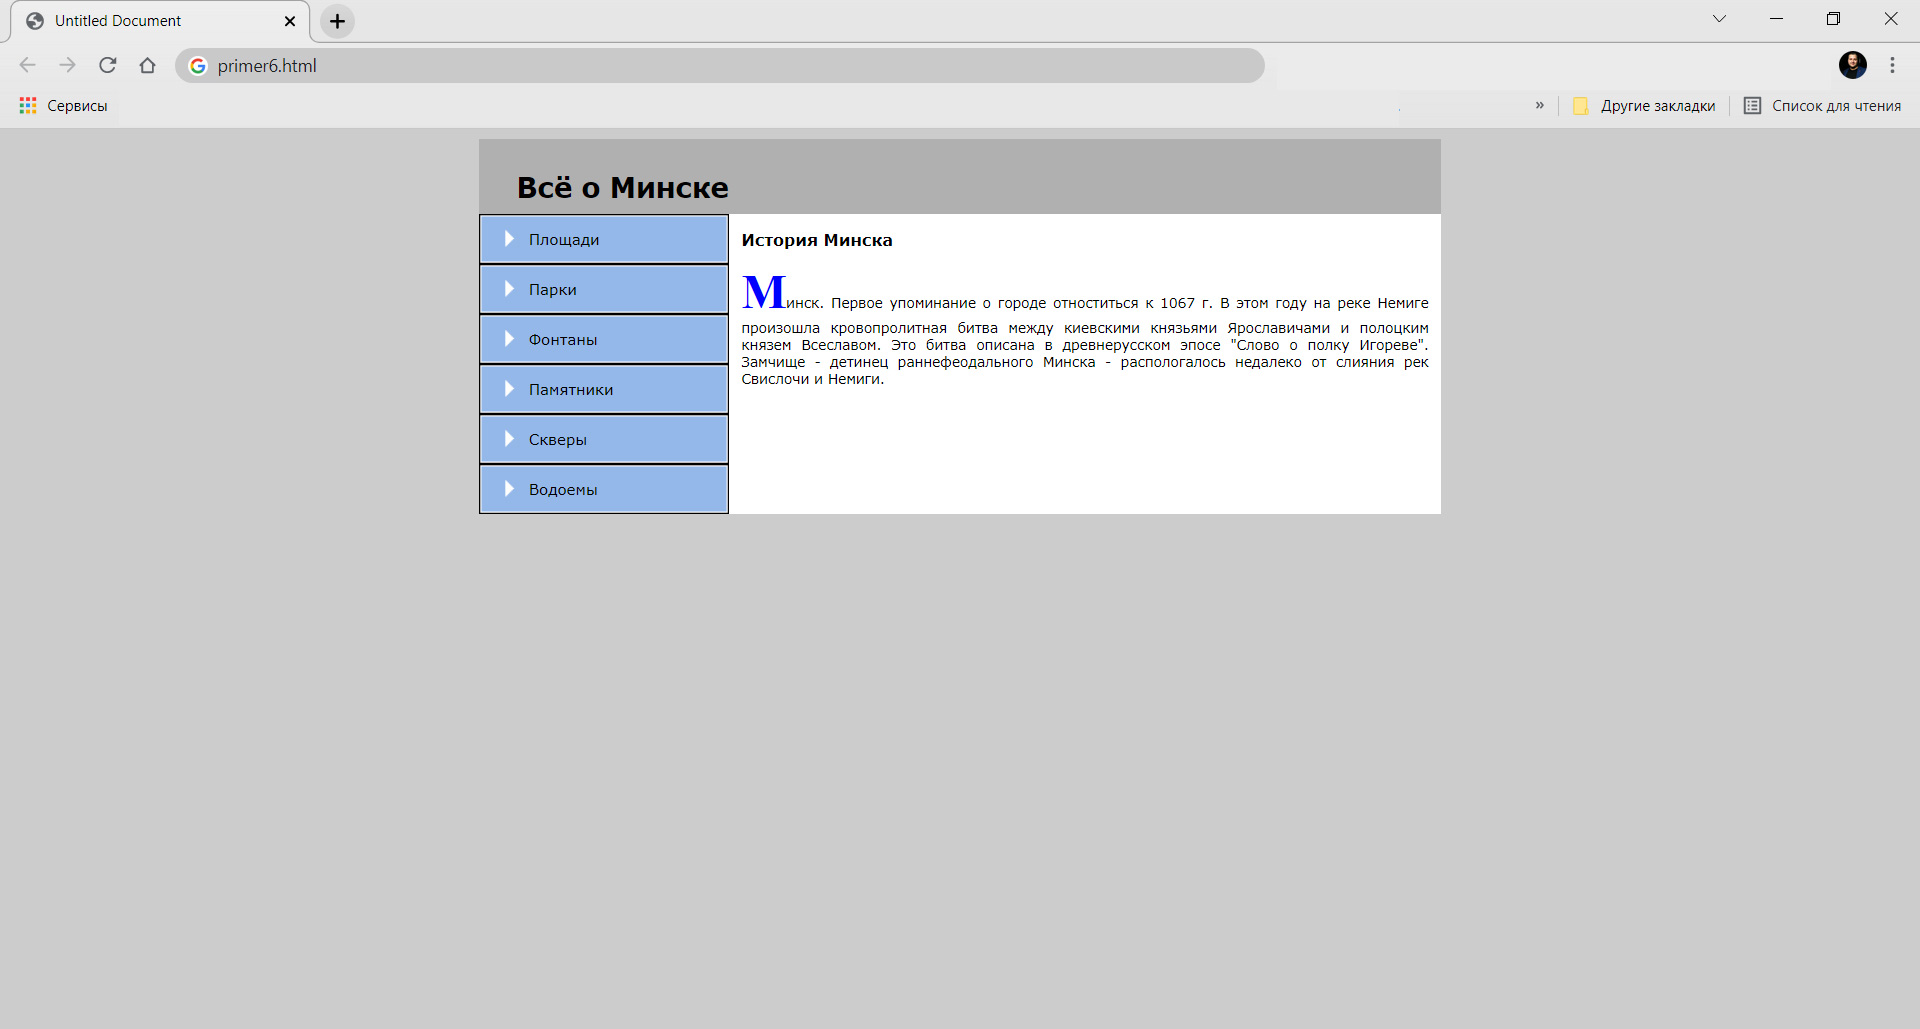 Untitled Document
primer6.html
Сервисы
» Другие закладки Список для чтения
Всё о Минске
Площади
Парки
Фонтаны
Памятники
Скверы
Водоемы
История Минска
Минск. Первое упоминание о городе отноститься к 1067 г. В этом году на реке Немиге
произошла кровопролитная битва между киевскими князьями Ярославичами и полоцким
князем Всеславом. Это битва описана в древнерусском эпосе "Слово о полку Игореве".
Замчище - детинец раннефеодального Минска - распологалось недалеко от слияния рек
Свислочи и Немиги.